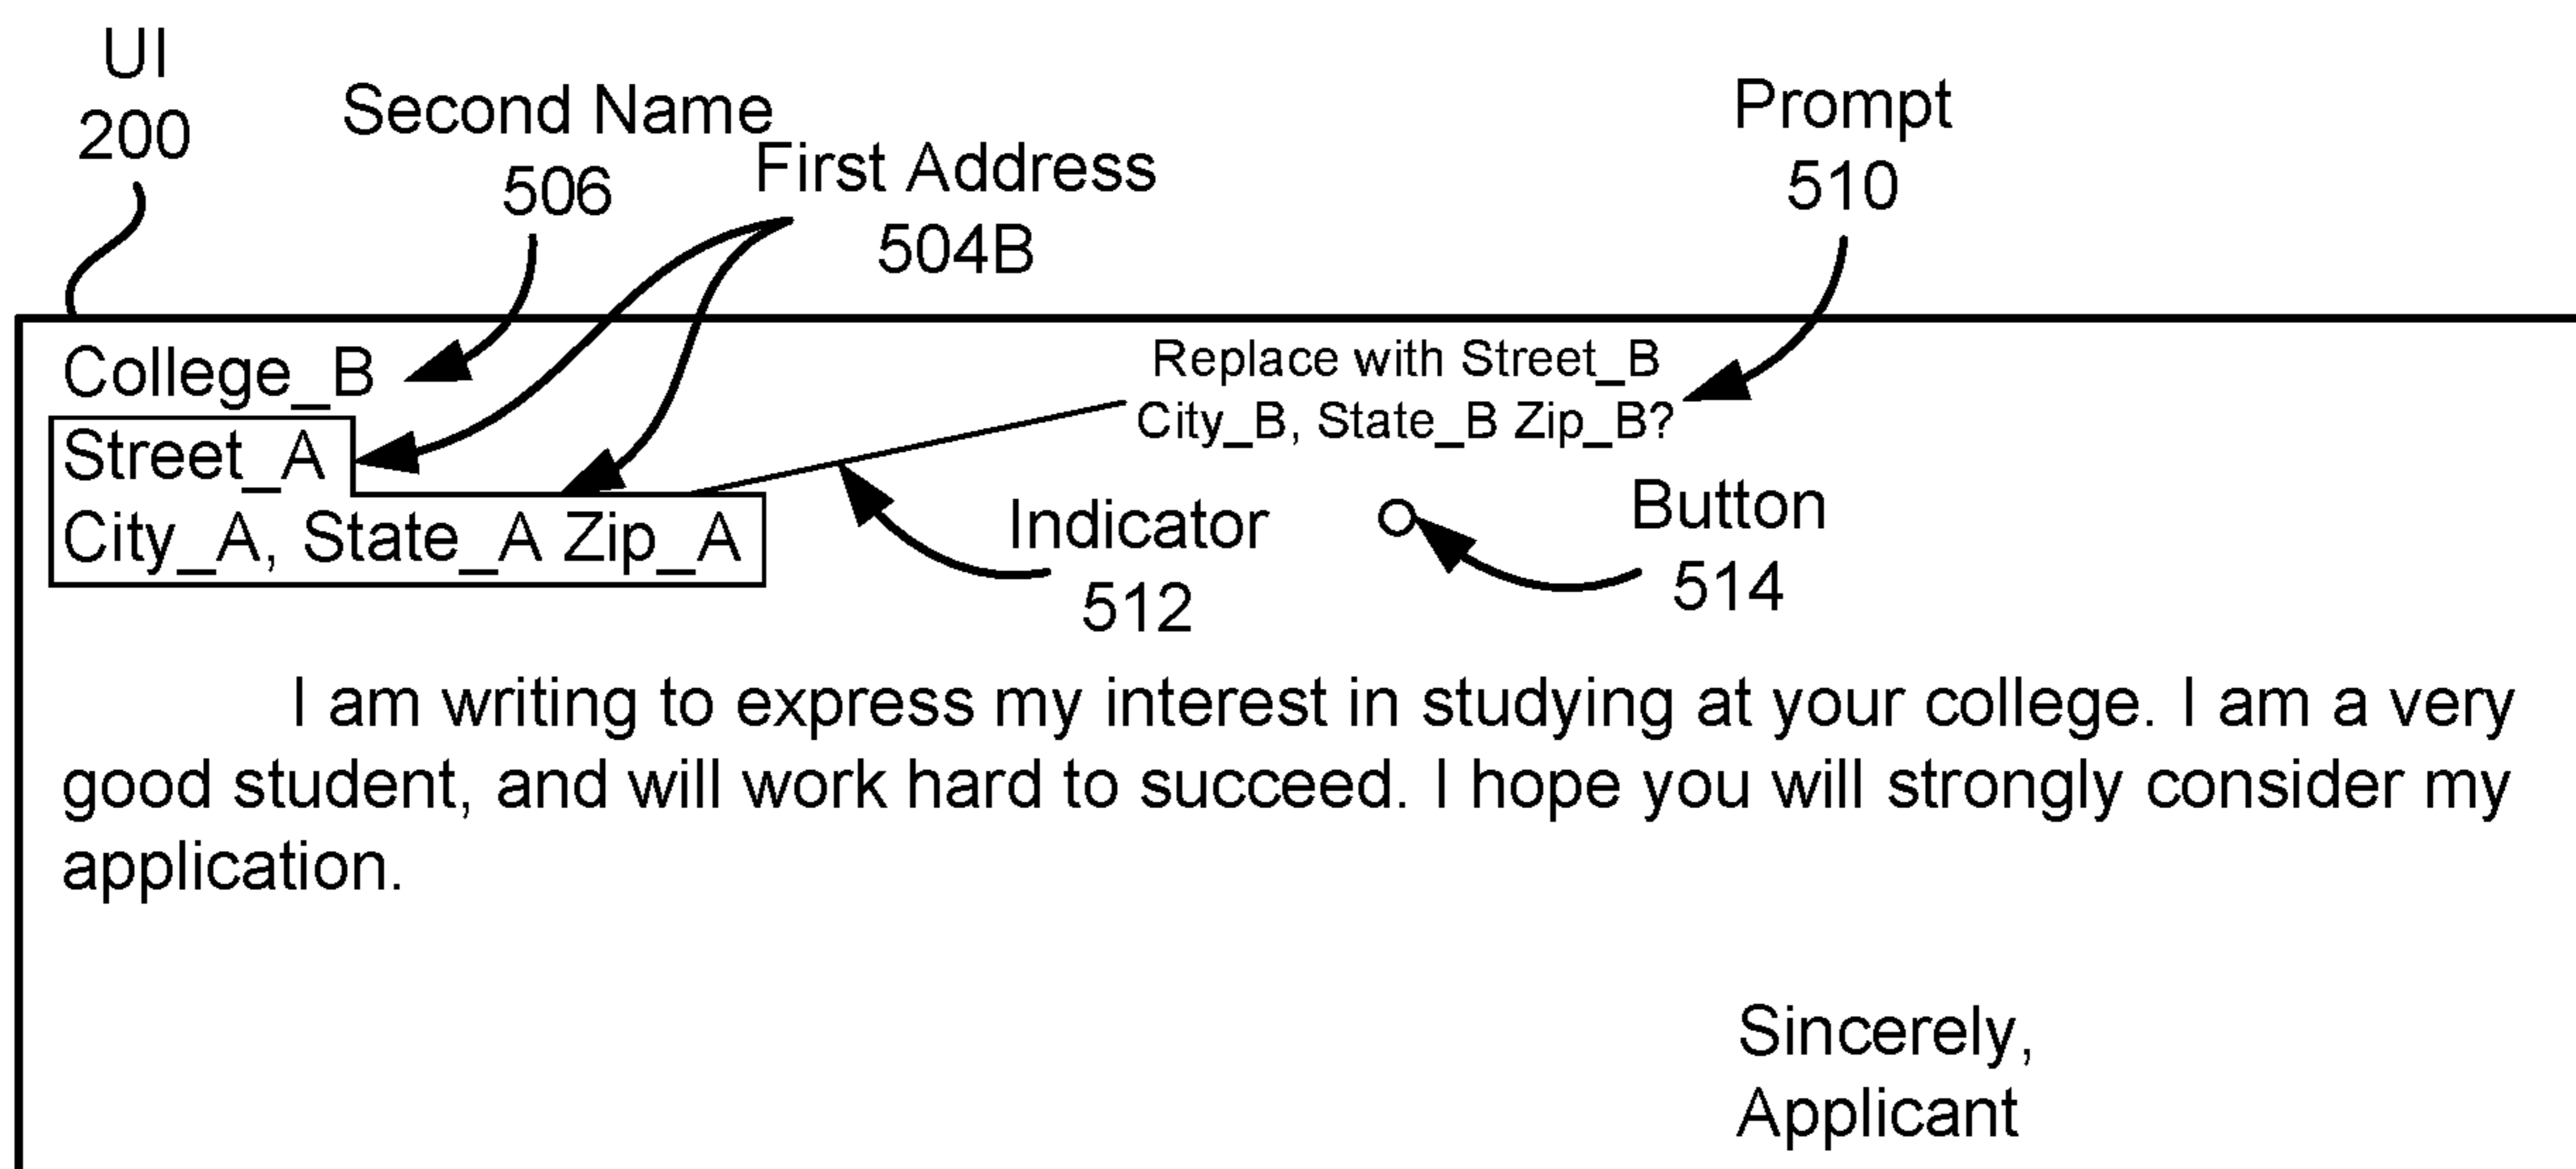 UI
200
Second Name
506
First Address
504B
Prompt
510
College_B
Street_A
City_A, State_A Zip_A
Replace with Street_B
City_B, State_B Zip_B?
Indicator
512
Button
514
I am writing to express my interest in studying at your college. I am a very
good student, and will work hard to succeed. I hope you will strongly consider my
application.
Sincerely,
Applicant